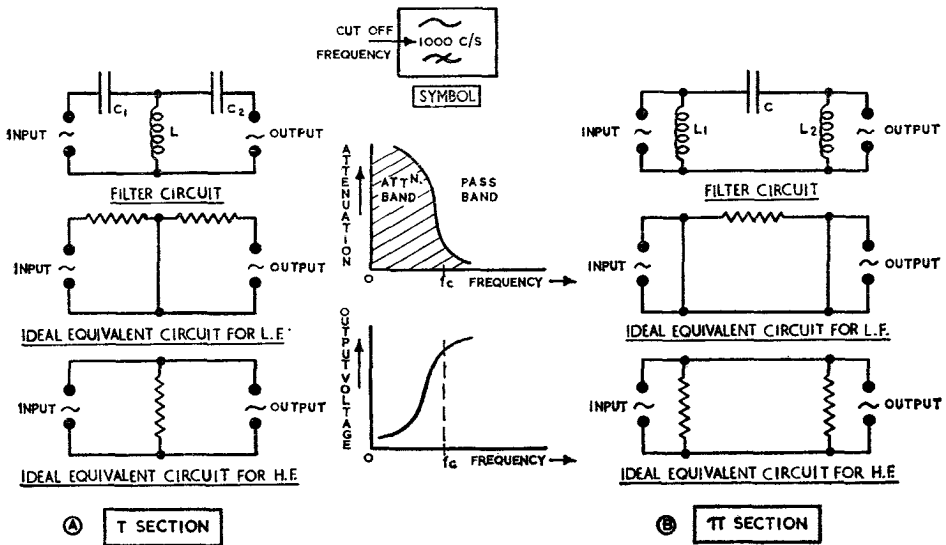 CUT OFF
FREQUENCY
1000 C/S
SYMBOL
C1
C2
L
INPUT
OUTPUT
FILTER CIRCUIT
INPUT
OUTPUT
IDEAL EQUIVALENT CIRCUIT FOR L.F.
INPUT
OUTPUT
IDEAL EQUIVALENT CIRCUIT FOR H.F.
A T SECTION
ATTENUATION
ATTN.
BAND
PASS
BAND
O
fc
FREQUENCY
OUTPUT VOLTAGE
O
fc
FREQUENCY
C
L1
L2
INPUT
OUTPUT
FILTER CIRCUIT
INPUT
OUTPUT
IDEAL EQUIVALENT CIRCUIT FOR L.F.
INPUT
OUTPUT
IDEAL EQUIVALENT CIRCUIT FOR H.F
B π SECTION